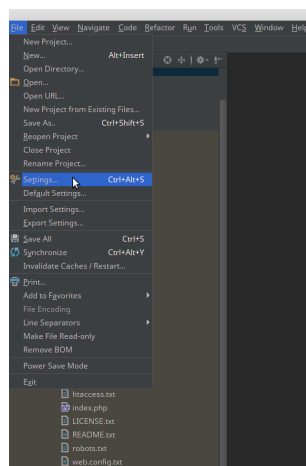 File Edit View Navigate Code Refactor Run Tools VCS Window Help
New Project...
New... Alt+Insert
Open Directory...
Open...
Open URL...
New Project from Existing Files...
Save As.. Ctrl+Shift+S
Reopen Project
Close Project
Rename Project...
Settings... Ctrl+Alt+S
Default Settings...
Import Settings...
Export Settings...
Save All Ctrl+S
Synchronize Ctrl+Alt+Y
Invalidate Caches / Restart...
Print...
Add to Favorites
File Encoding
Line Separators
Make File Read-only
Remove BOM
Power Save Mode
Exit
htaccess.txt
index.php
LICENSE.txt
README.txt
robots.txt
web.config.txt